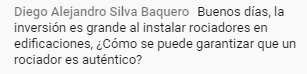 Diego Alejandro Silva Baquero Buenos días, la
inversión es grande al instalar rociadores en
edificaciones, ¿Cómo se puede garantizar que un
rociador es auténtico?